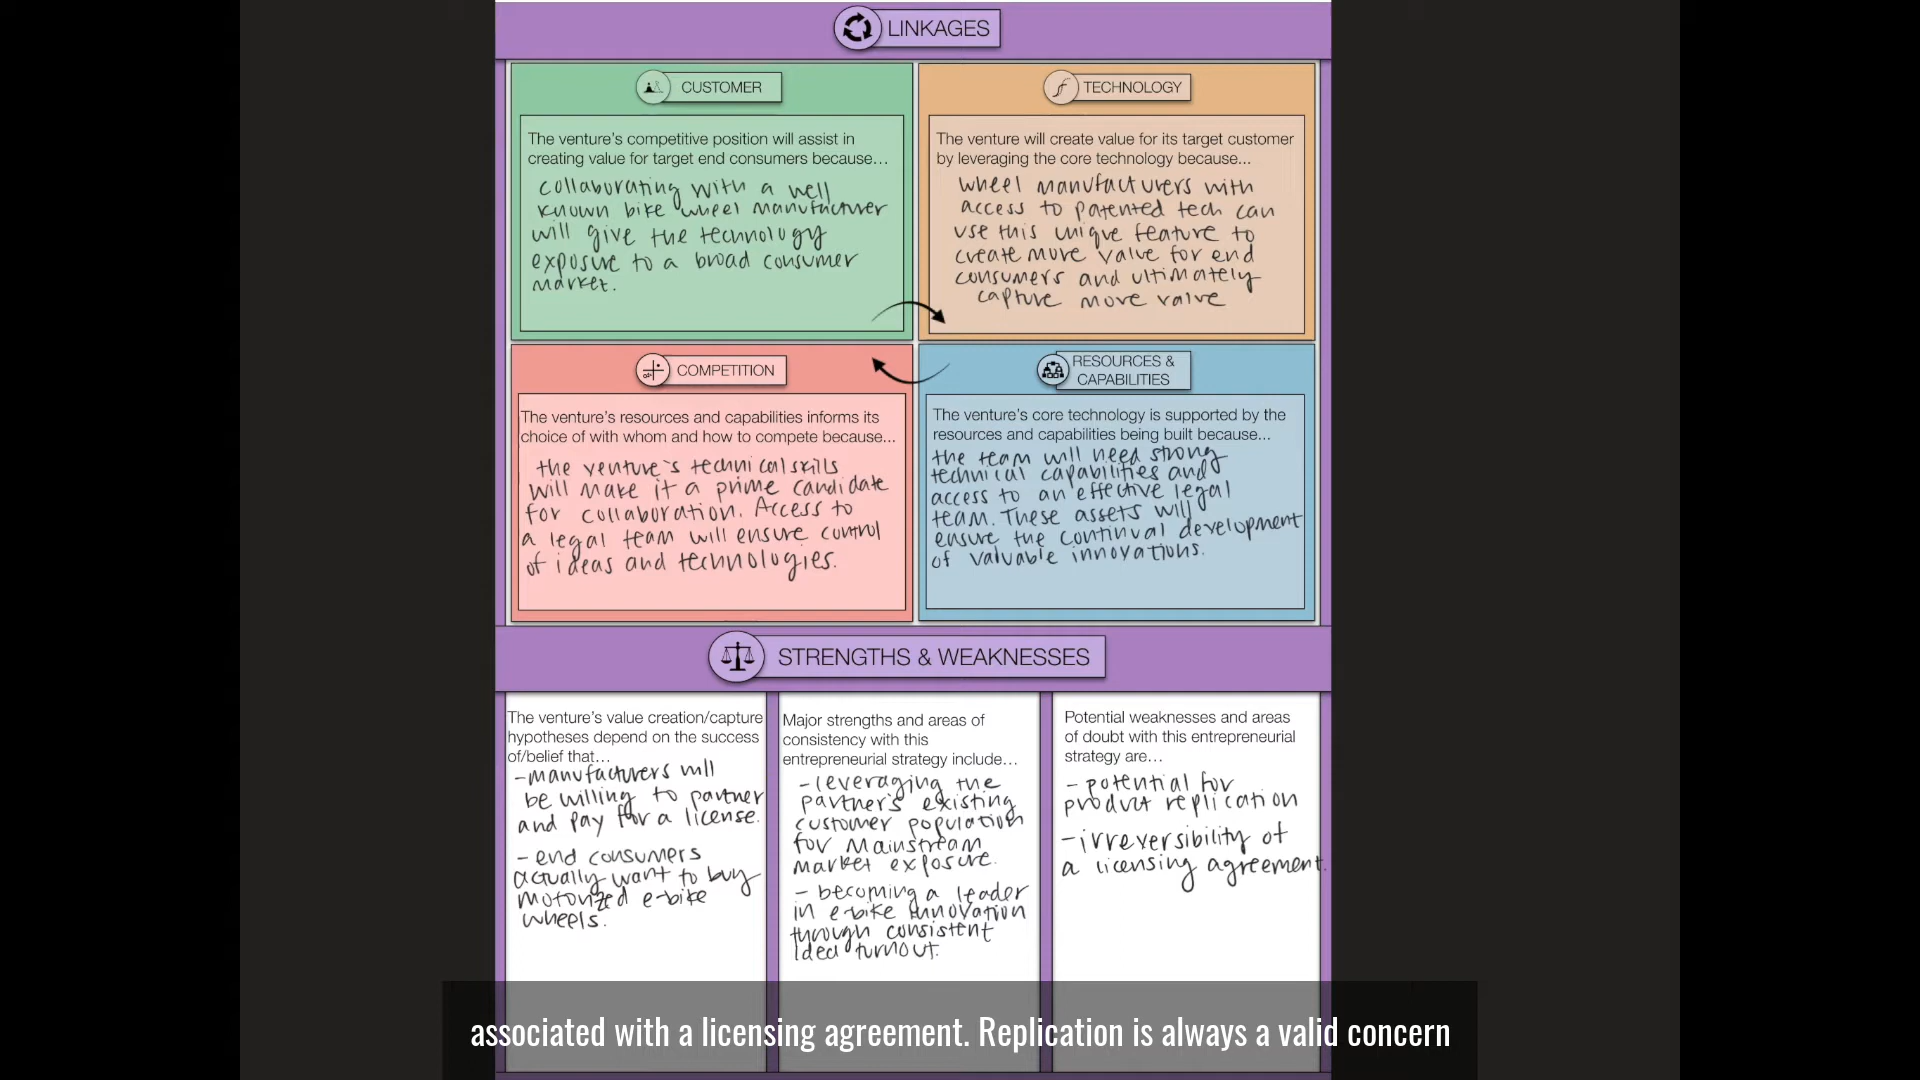 LINKAGES
CUSTOMER
The venture's competitive position will assist in
creating value for target end consumers because...
collaborating with a well
known bike wheel manufacturer
will give the technology
exposure to a broad consumer
market.
TECHNOLOGY
The venture will create value for its target customer
by leveraging the core technology because...
wheel manufacturers with
access to patented tech can
use this unique feature to
create more value for end
consumers and ultimately
capture more value
COMPETITION
The venture's resources and capabilities informs its
choice of with whom and how to compete because...
the venture's technical skills
will make it a prime candidate
for collaboration. Access to
a legal team will ensure control
of ideas and technologies.
RESOURCES &
CAPABILITIES
The venture's core technology is supported by the
resources and capabilities being built because...
the team will need strong
technical capabilities and
access to an effective legal
team. These assets will
ensure the continual development
of valuable innovations.
STRENGTHS & WEAKNESSES
The venture's value creation/capture
hypotheses depend on the success
of/belief that...
- manufacturers will
be willing to partner
and pay for a license.
- end consumers
actually want to buy
motorized e-bike
wheels.
Major strengths and areas of
consistency with this
entrepreneurial strategy include...
- leveraging the
partner's existing
customer population
for mainstream
market exposure.
- becoming a leader
in e-bike innovation
through consistent
idea turnout.
Potential weaknesses and areas
of doubt with this entrepreneurial
strategy are...
- potential for
product replication
- irreversibility of
a licensing agreement.
associated with a licensing agreement. Replication is always a valid concern